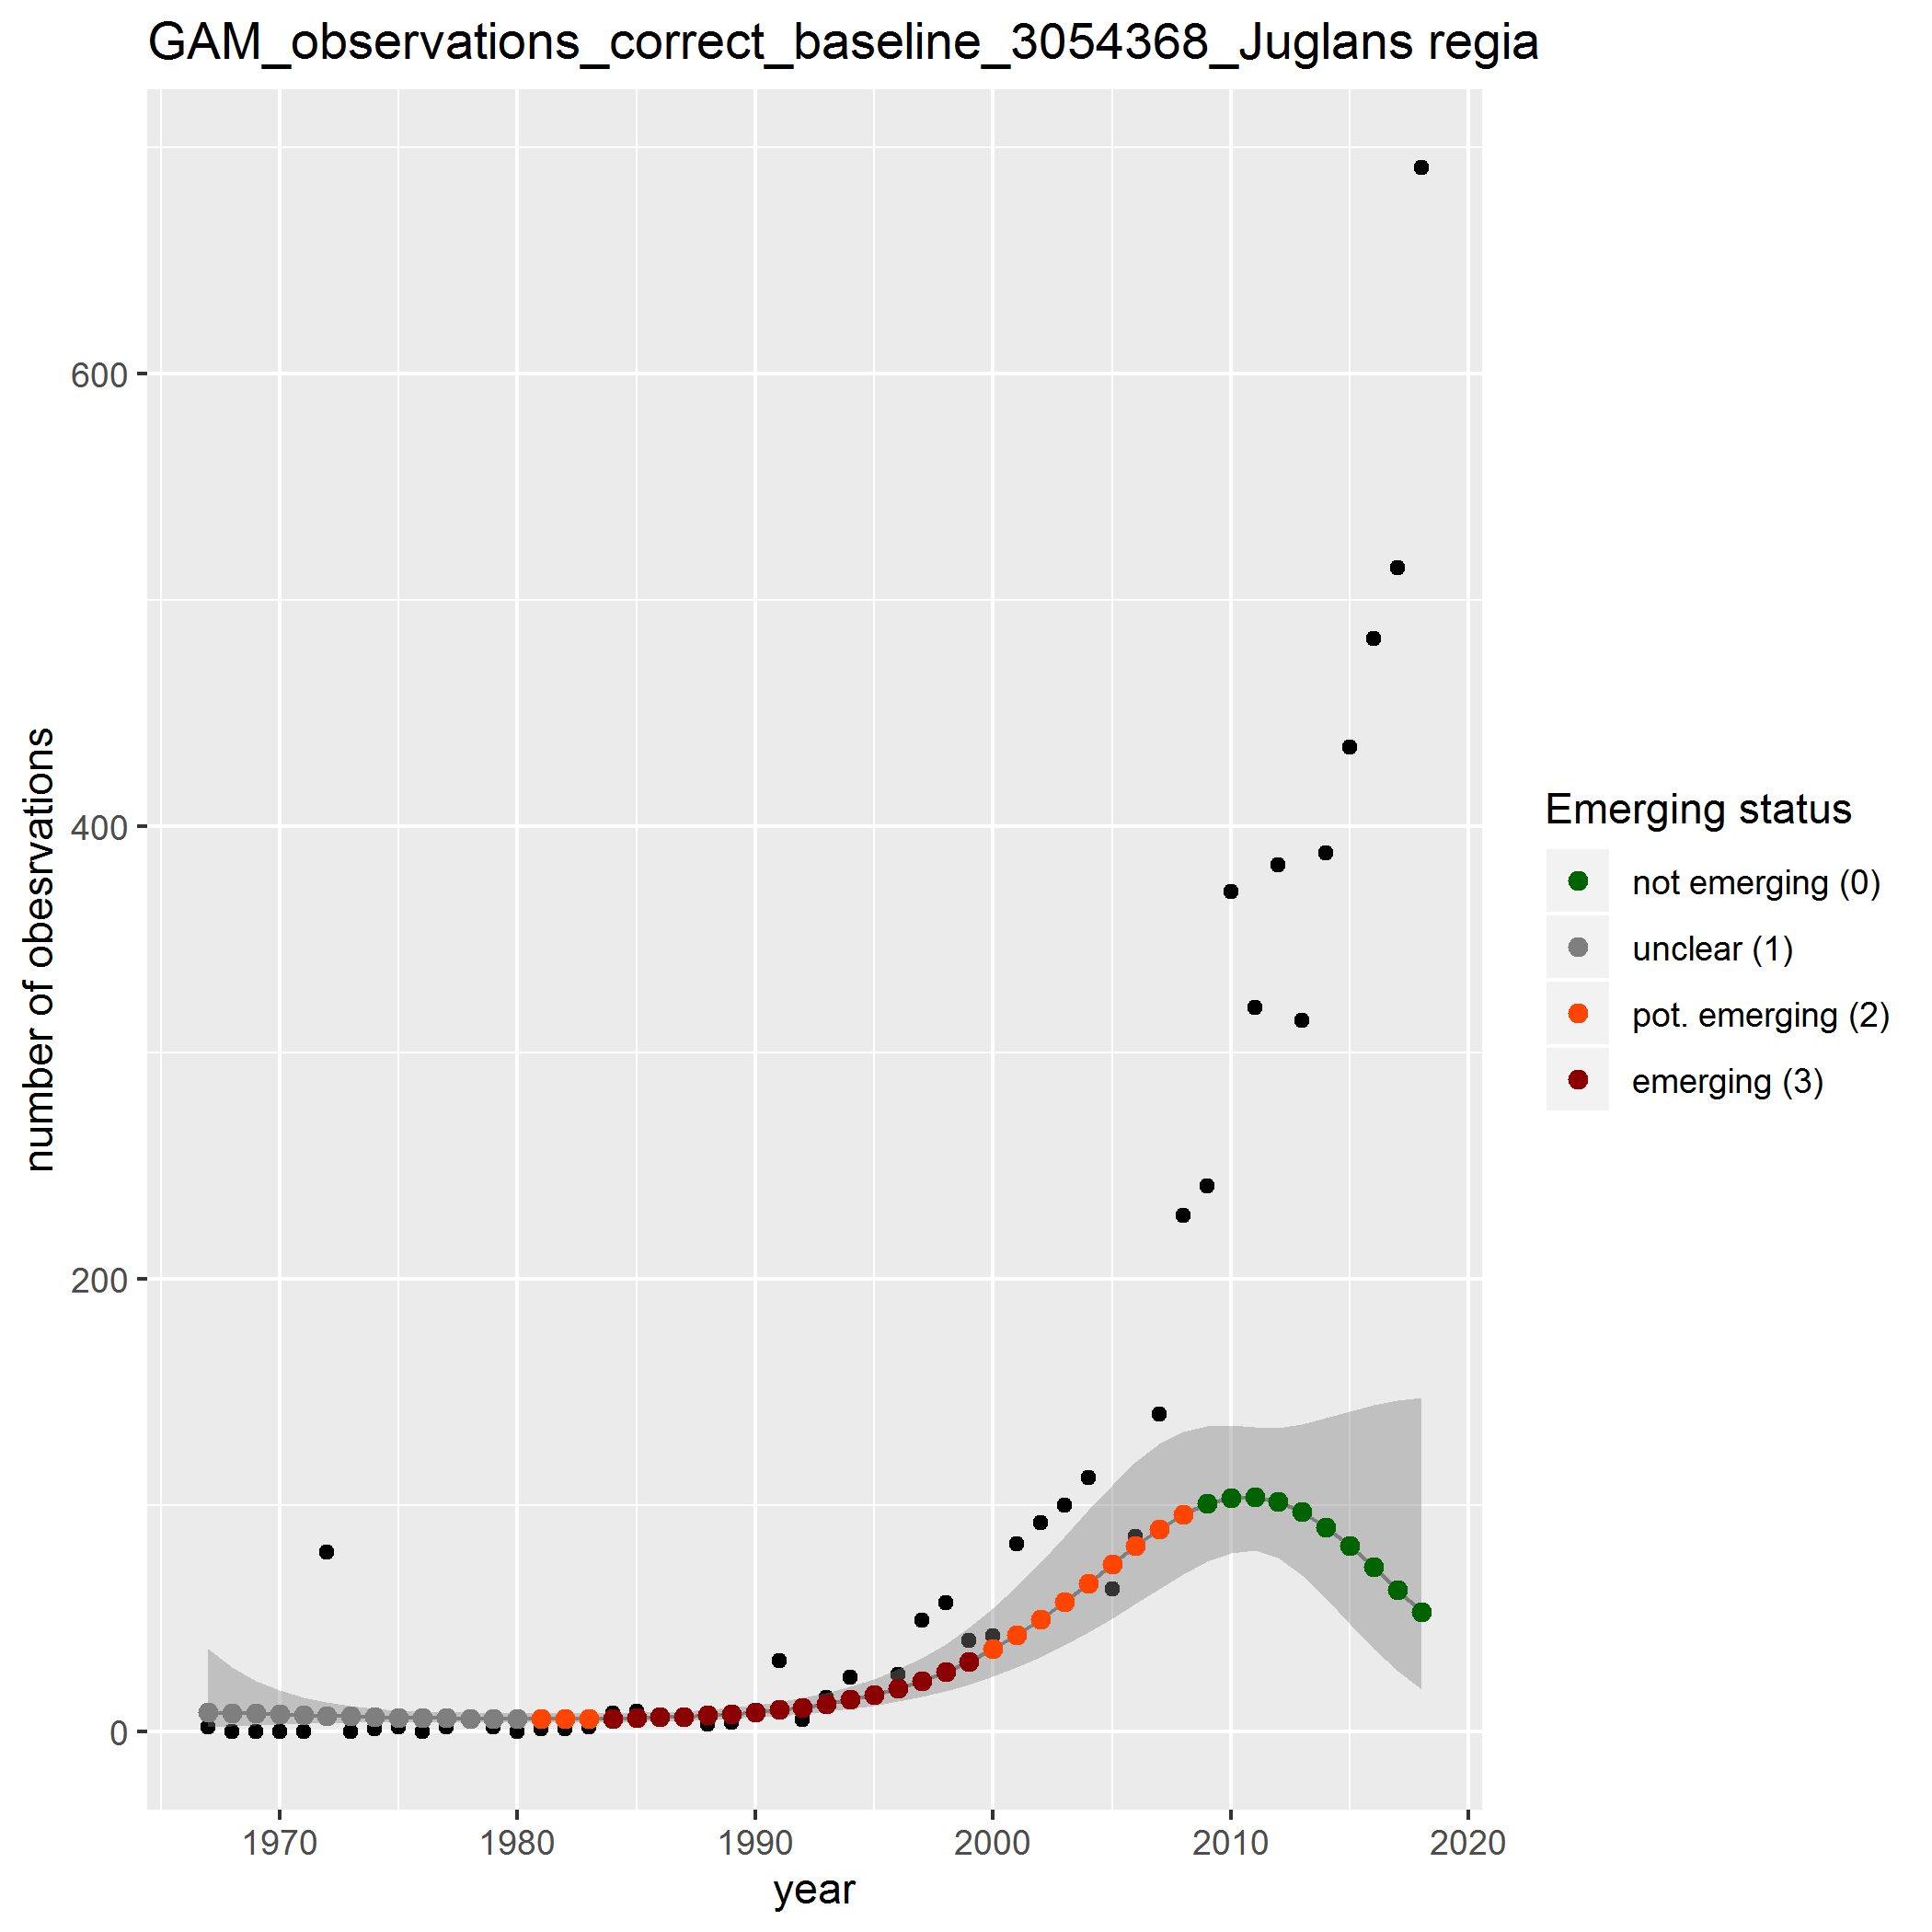 GAM_observations_correct_baseline_3054368_Juglans regia
number of obesrvations
600
400
200
0
1970 1980 1990 2000 2010 2020
year
Emerging status
not emerging (0)
unclear (1)
pot. emerging (2)
emerging (3)